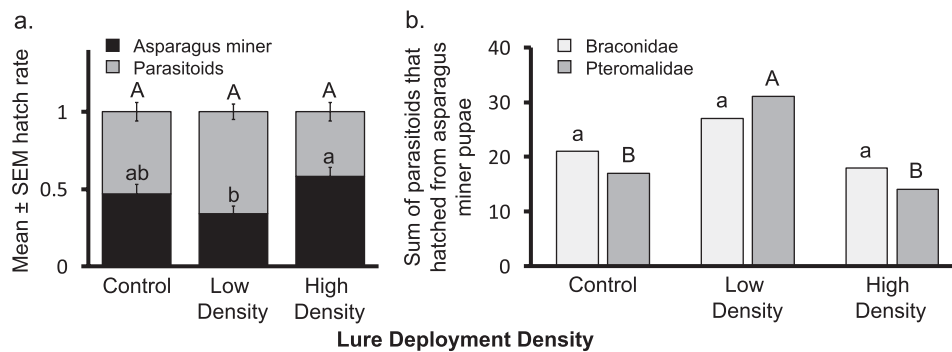 a.
Asparagus miner
Parasitoids
Mean ± SEM hatch rate
1
0.5
0
A
A
A
ab
b
a
Control
Low
Density
High
Density
b.
Braconidae
Pteromalidae
Sum of parasitoids that
hatched from asparagus
miner pupae
40
30
20
10
0
a
B
a
A
a
B
Control
Low
Density
High
Density
Lure Deployment Density